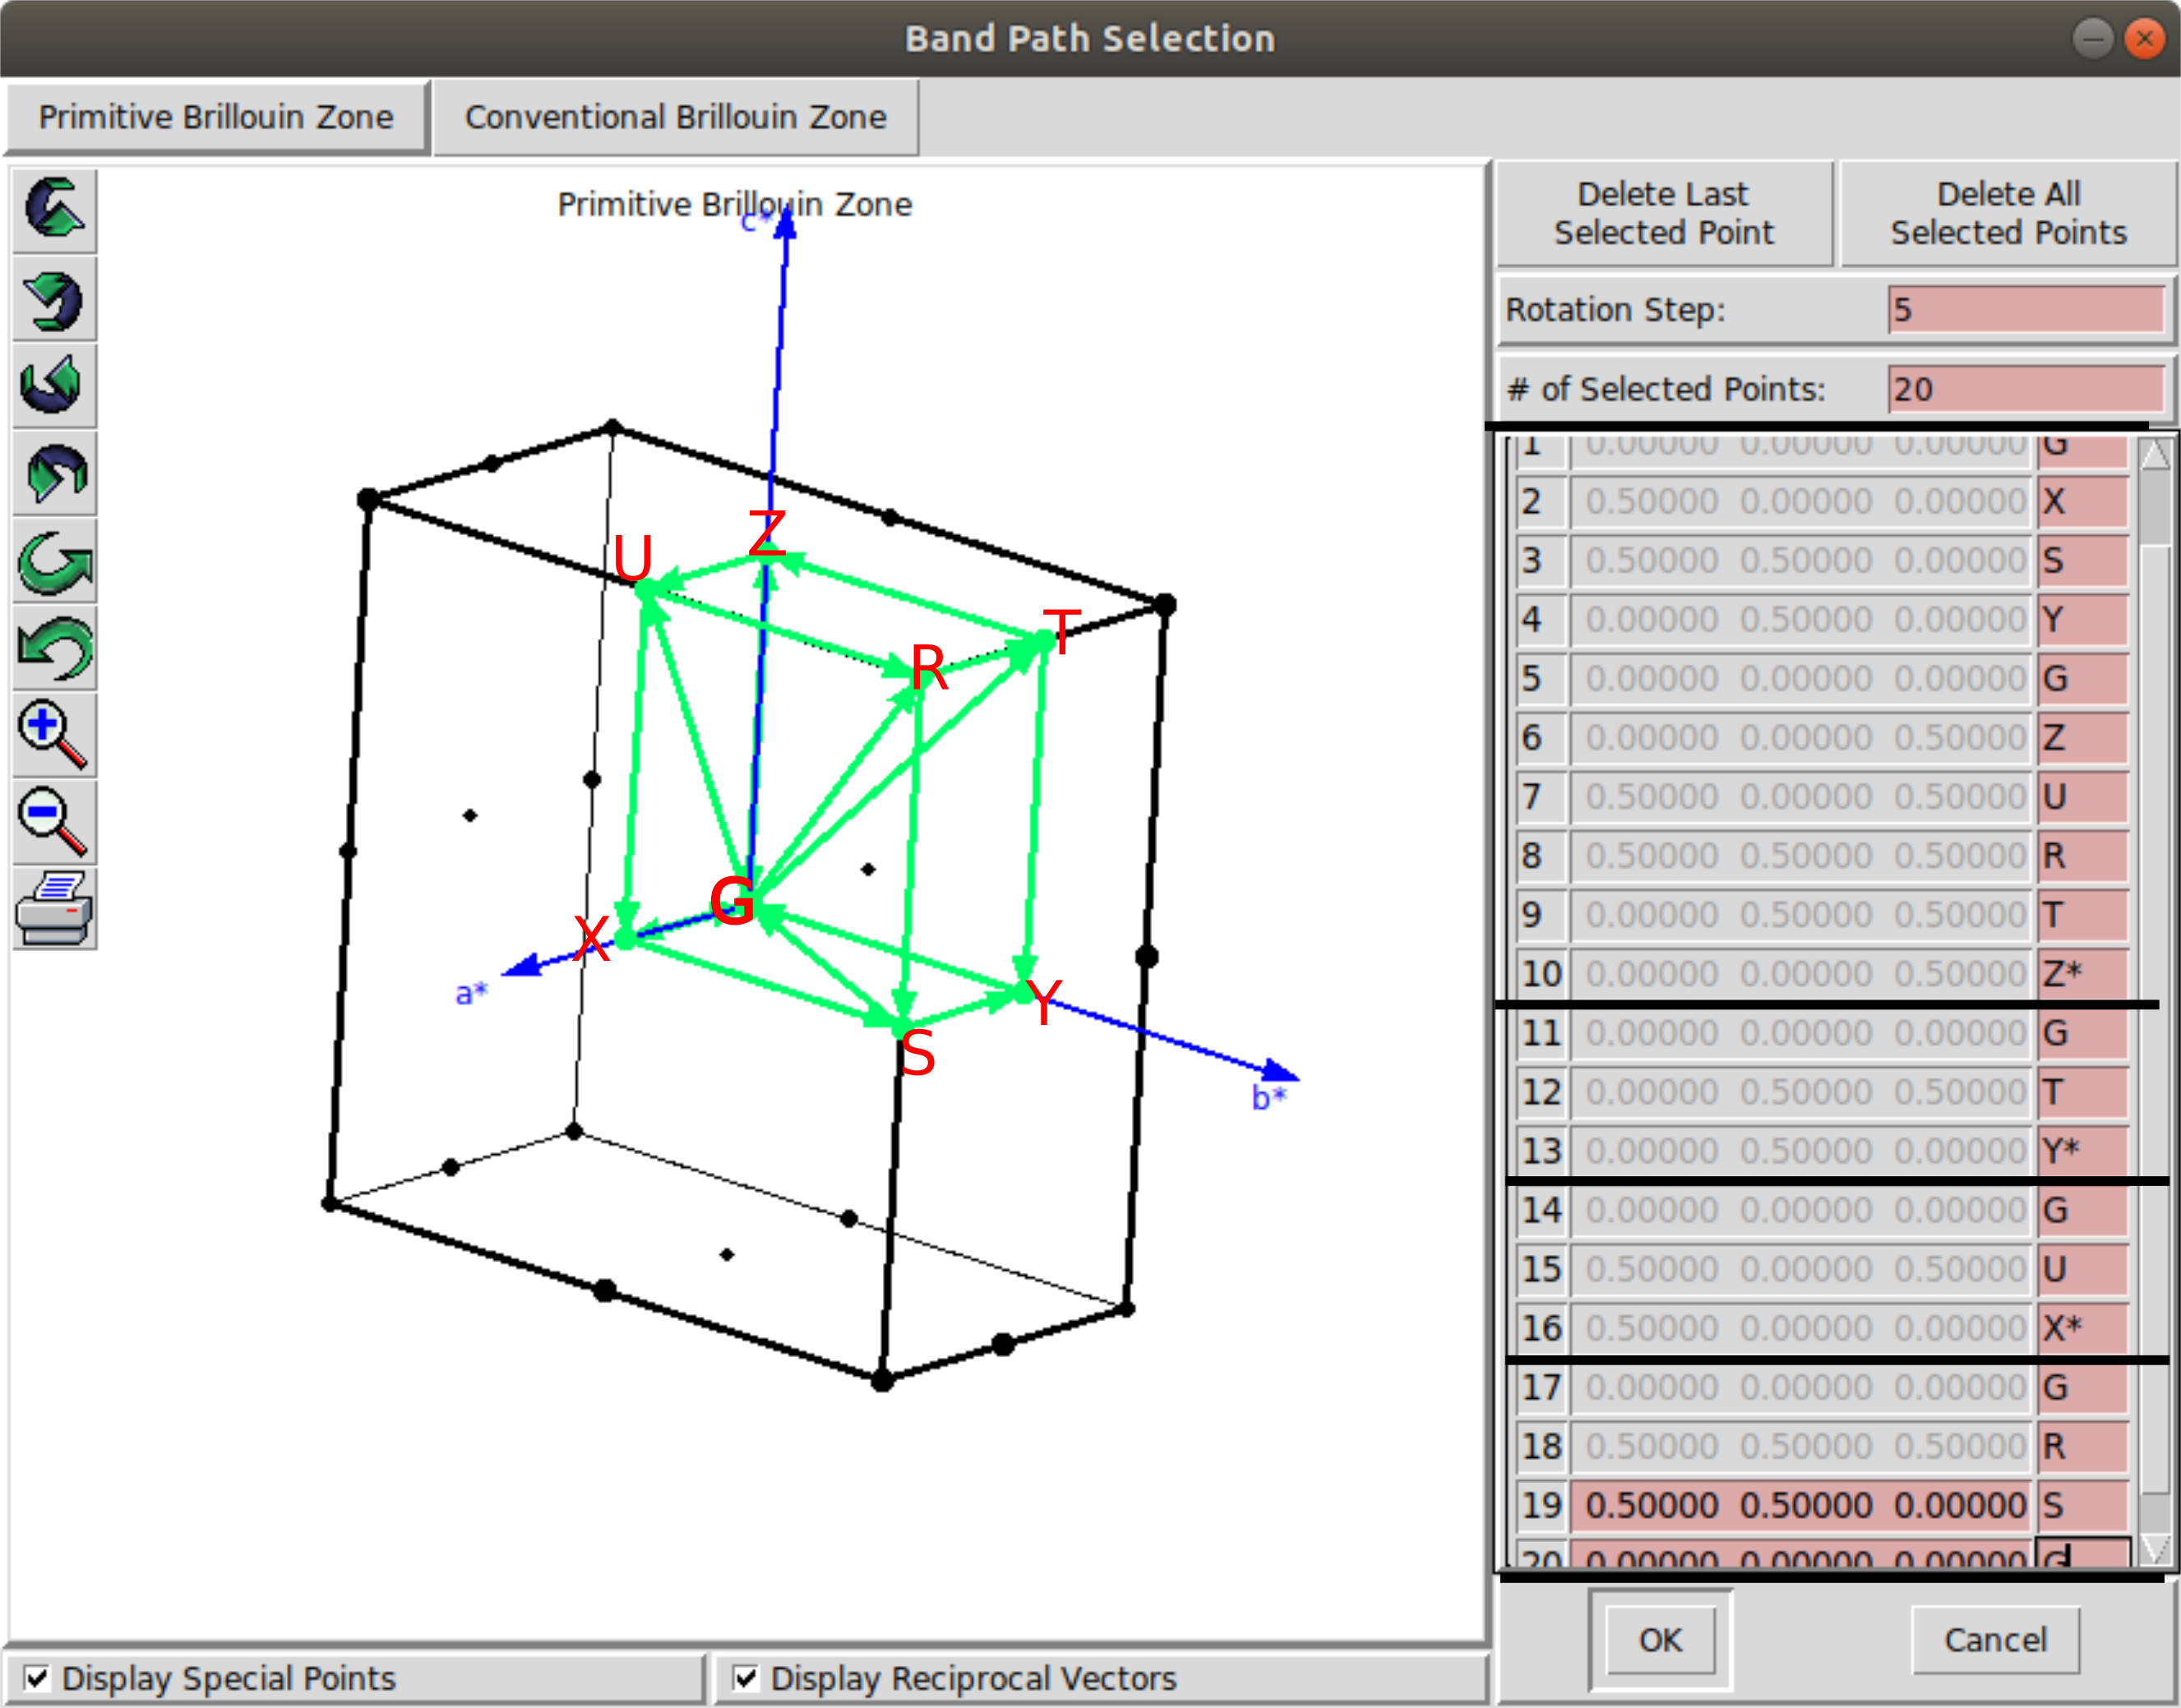 Band Path Selection
Primitive Brillouin Zone
Conventional Brillouin Zone
Primitive Brillouin Zone
c*
U
Z
T
R
G
X
a*
Y
S
b*
Delete Last
Selected Point
Delete All
Selected Points
Rotation Step: 5
# of Selected Points: 20
1 0.00000 0.00000 0.00000 G
2 0.50000 0.00000 0.00000 X
3 0.50000 0.50000 0.00000 S
4 0.00000 0.50000 0.00000 Y
5 0.00000 0.00000 0.00000 G
6 0.00000 0.00000 0.50000 Z
7 0.50000 0.00000 0.50000 U
8 0.50000 0.50000 0.50000 R
9 0.00000 0.50000 0.50000 T
10 0.00000 0.00000 0.50000 Z*
11 0.00000 0.00000 0.00000 G
12 0.00000 0.50000 0.50000 T
13 0.00000 0.50000 0.00000 Y*
14 0.00000 0.00000 0.00000 G
15 0.50000 0.00000 0.50000 U
16 0.50000 0.00000 0.00000 X*
17 0.00000 0.00000 0.00000 G
18 0.50000 0.50000 0.50000 R
19 0.50000 0.50000 0.00000 S
20 0.00000 0.00000 0.00000 G
OK
Cancel
Display Special Points
Display Reciprocal Vectors